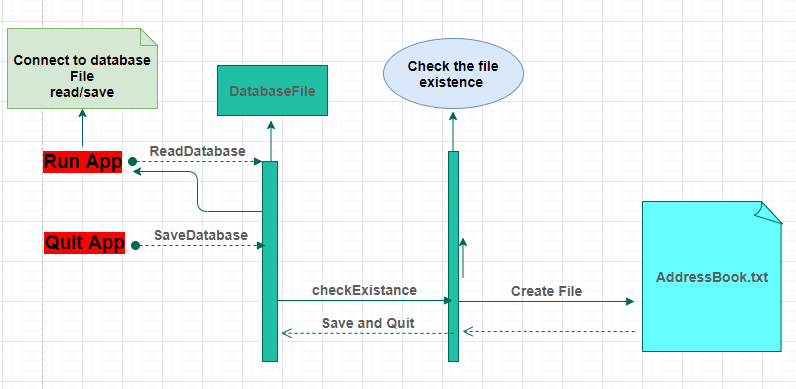 Connect to database
File
read/save
DatabaseFile
Check the file
existence
Run App
ReadDatabase
Quit App
SaveDatabase
AddressBook.txt
checkExistance
Create File
Save and Quit